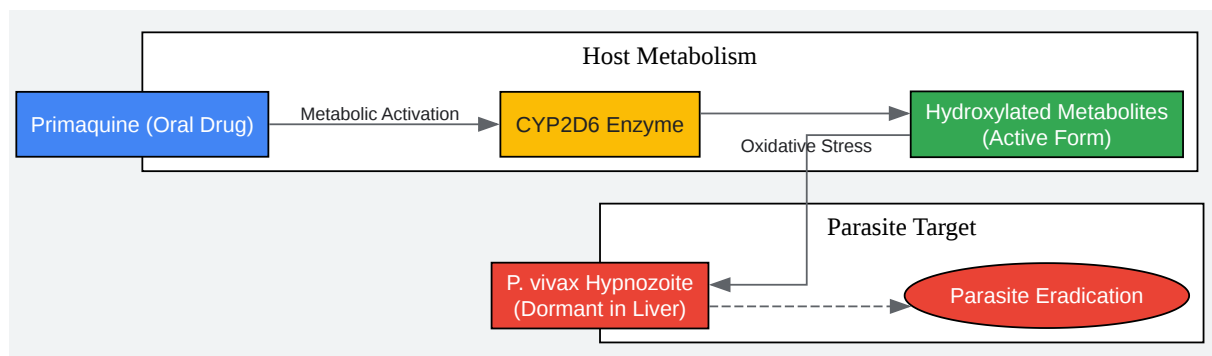 Host Metabolism
Primaquine (Oral Drug)
Metabolic Activation
CYP2D6 Enzyme
Hydroxylated Metabolites
(Active Form)
Oxidative Stress
Parasite Target
P. vivax Hypnozoite
(Dormant in Liver)
Parasite Eradication